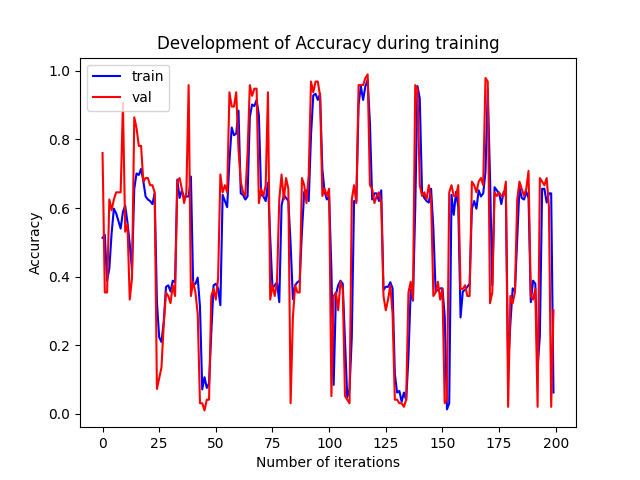 Development of Accuracy during training
train
val
1.0
0.8
0.6
0.4
0.2
0.0
Accuracy
0 25 50 75 100 125 150 175 200
Number of iterations